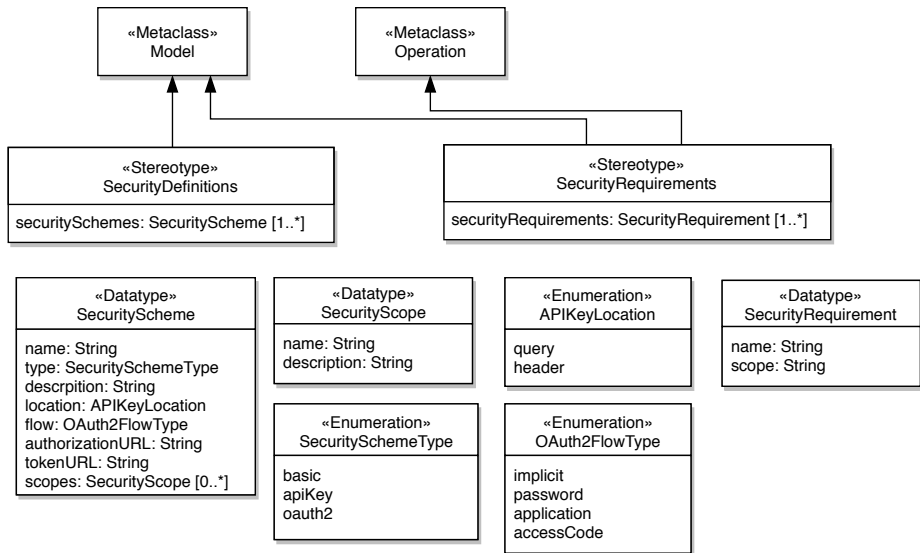 «Metaclass»
Model
«Metaclass»
Operation
«Stereotype»
SecurityDefinitions
securitySchemes: SecurityScheme [1..*]
«Stereotype»
SecurityRequirements
securityRequirements: SecurityRequirement [1..*]
«Datatype»
SecurityScheme
name: String
type: SecuritySchemeType
descrpition: String
location: APIKeyLocation
flow: OAuth2FlowType
authorizationURL: String
tokenURL: String
scopes: SecurityScope [0..*]
«Datatype»
SecurityScope
name: String
description: String
«Enumeration»
APIKeyLocation
query
header
«Datatype»
SecurityRequirement
name: String
scope: String
«Enumeration»
SecuritySchemeType
basic
apiKey
oauth2
«Enumeration»
OAuth2FlowType
implicit
password
application
accessCode